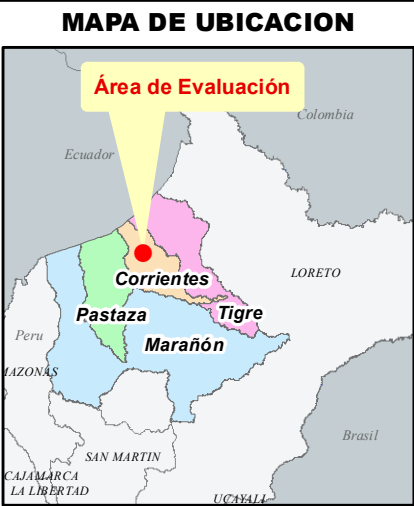 MAPA DE UBICACION
Área de Evaluación
Colombia
Ecuador
LORETO
Corrientes
Pastaza
Tigre
Peru
Marañón
MAZONAS
Brasil
SAN MARTIN
CAJAMARCA
LA LIBERTAD
UCAYALI